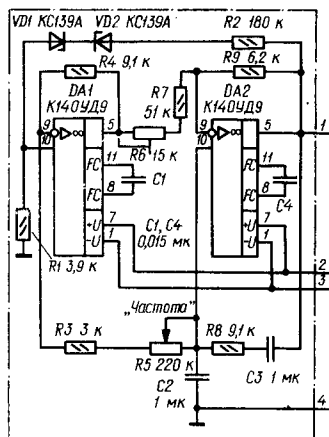 VD1 КС139А VD2 КС139А R2 180 к
R4 9,1 к R9 6,2 к
DA1
К140УД9
R7
51 к
DA2
К140УД9
9
10
5
R6 15 к
9
10
5
1
FC 11
FC 8
C1
FC 11
FC 8
C4
+U 7
-U 1
C1, C4
0,015 мк
+U 7
-U 1
2
3
R1 3,9 к
„Частота"
R3 3 к
R5 220 к
R8 9,1 к
C2
1 мк
C3 1 мк
4